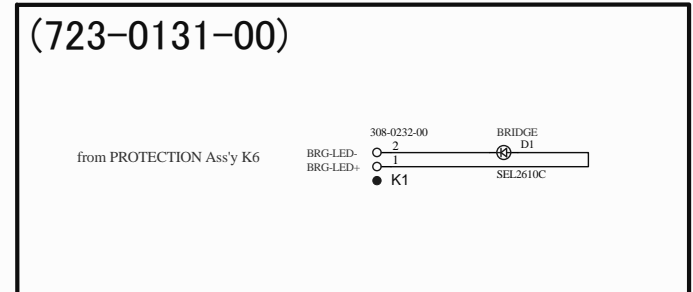 (723-0131-00)
308-0232-00 BRIDGE
2 D1
from PROTECTION Ass'y K6 BRG-LED-
1
BRG-LED+ SEL2610C
K1